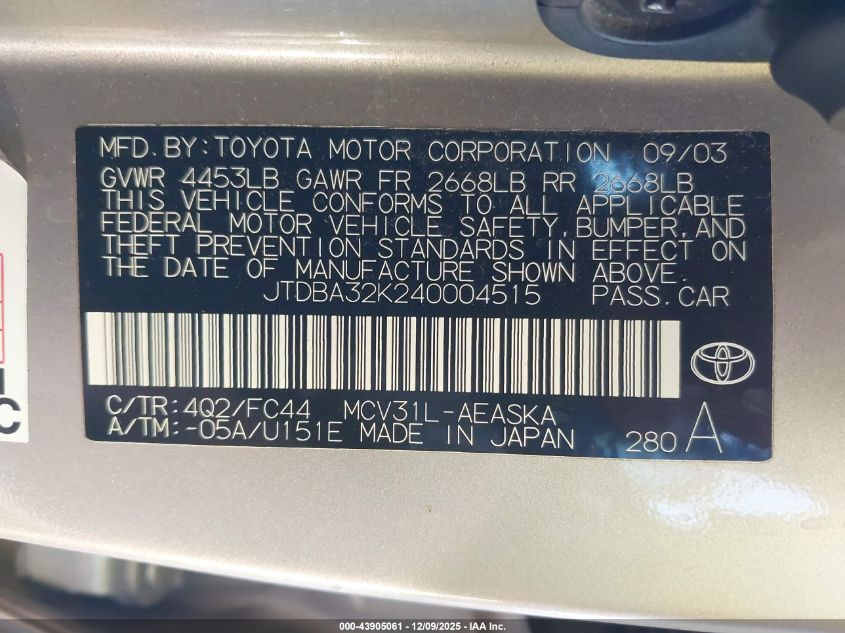 MFD. BY: TOYOTA MOTOR CORPORATION 09/03
GVWR 4453LB GAWR FR 2668LB RR 2668LB
THIS VEHICLE CONFORMS TO ALL APPLICABLE
FEDERAL MOTOR VEHICLE SAFETY, BUMPER, AND
THEFT PREVENTION STANDARDS IN EFFECT ON
THE DATE OF MANUFACTURE SHOWN ABOVE.
JTDBA32K240004515 PASS. CAR
C/TR: 4Q2/FC44 MCV31L-AEASKA
A/TM: -05A/U151E MADE IN JAPAN 280 A
C
000-43905061 - 12/09/2025 - © IAA Inc.